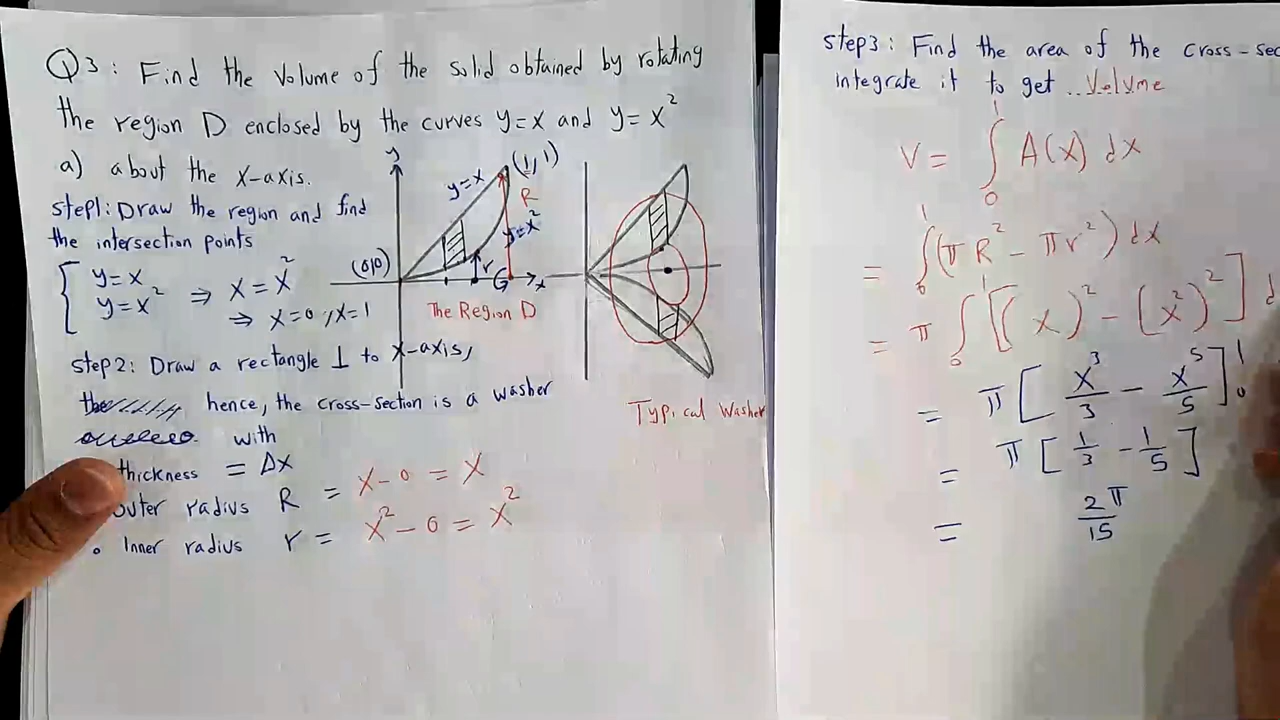 Q3: Find the Volume of the solid obtained by rotating
the region D enclosed by the curves y=x and y=x²
a) about the x-axis.
step1: Draw the region and find
the intersection points
y=x
y=x² ⇒ x=x²
⇒ x=0, x=1
y
(1,1)
y=x
R
y=x²
(0,0)
r
x
The Region D
step2: Draw a rectangle ⊥ to x-axis,
hence, the cross-section is a washer
with
thickness = Δx
outer radius R = x-0 = x
• Inner radius r = x²-0 = x²
Typical Washer
step3: Find the area of the cross-sec
integrate it to get .. Volume
V = ∫₀¹ A(x) dx
= ∫₀¹ (πR² - πr²) dx
= π ∫₀¹ [(x)² - (x²)²] d
= π [x³/3 - x⁵/5]₀¹
= π [1/3 - 1/5]
= 2π/15